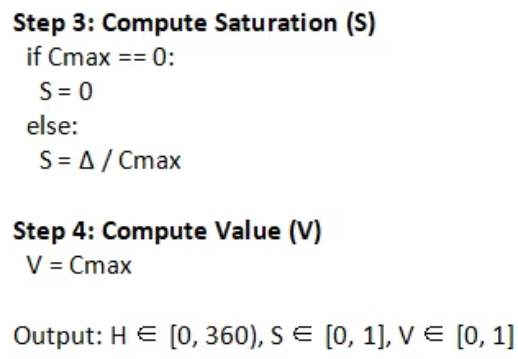 Step 3: Compute Saturation (S)
if Cmax == 0:
S = 0
else:
S = Δ / Cmax
Step 4: Compute Value (V)
V = Cmax
Output: H ∈ [0, 360), S ∈ [0, 1], V ∈ [0, 1]